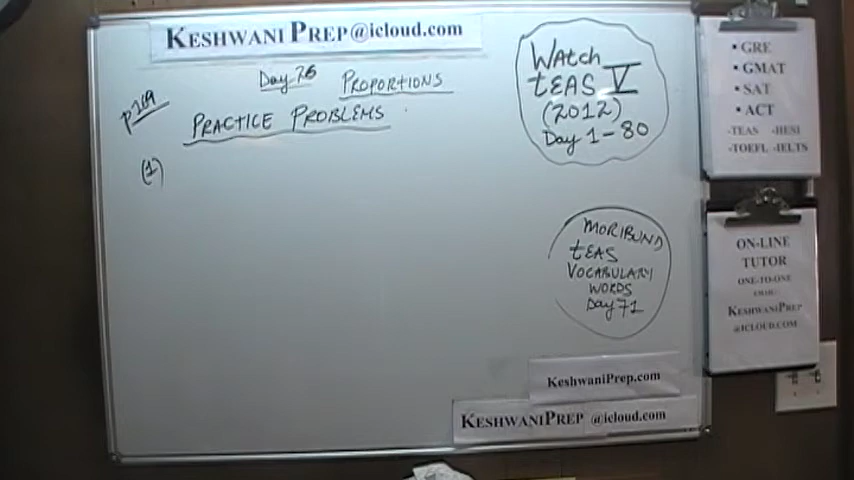 KESHWANI PREP@icloud.com
Day 76 PROPORTIONS
PRACTICE PROBLEMS
(1)
WAtch
tEAS V
(2012)
Day 1-80
MORIBUND
tEAS
VOCABULARY
WORDS
Day 71
KeshwaniPrep.com
KESHWANIPREP @icloud.com
• GRE
• GMAT
• SAT
• ACT
-TEAS -HESI
-TOEFL -IELTS
ON-LINE
TUTOR
ONE-TO-ONE
KESHWANIPREP
@ICLOUD.COM